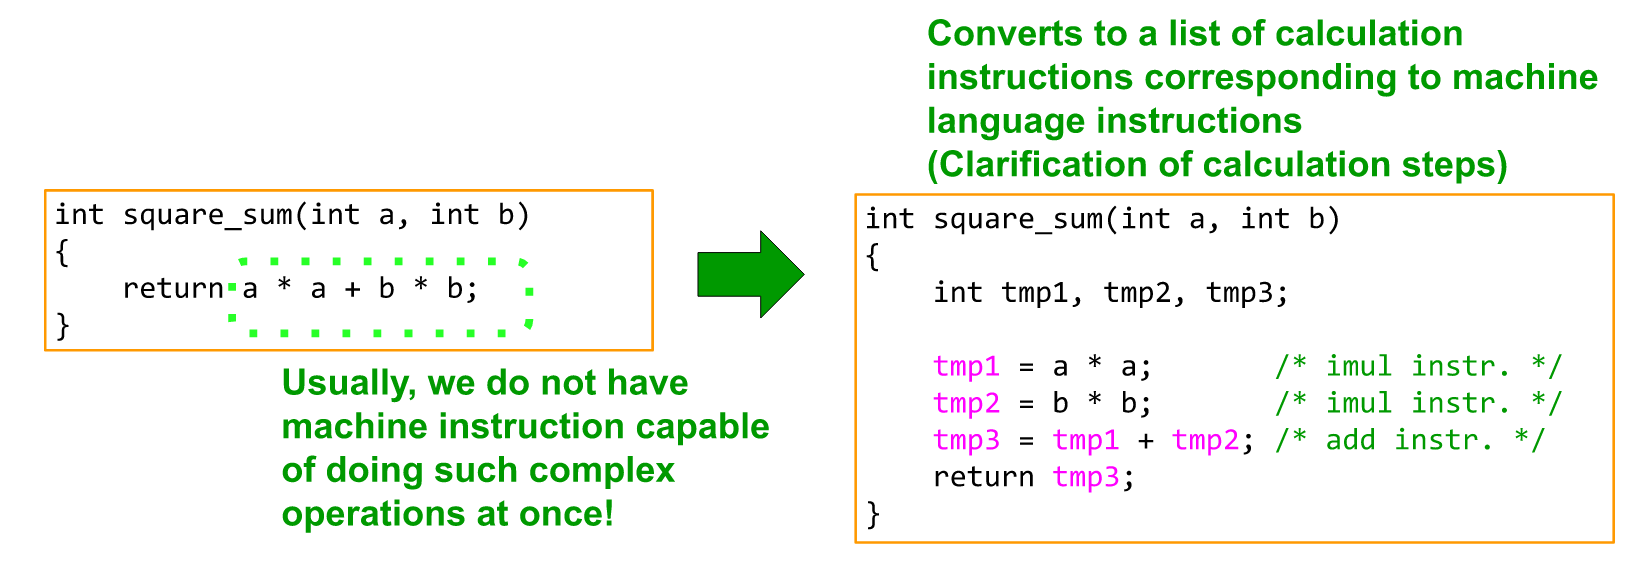 int square_sum(int a, int b)
{
    return a * a + b * b;
}
Usually, we do not have
machine instruction capable
of doing such complex
operations at once!
Converts to a list of calculation
instructions corresponding to machine
language instructions
(Clarification of calculation steps)
int square_sum(int a, int b)
{
    int tmp1, tmp2, tmp3;
    tmp1 = a * a;       /* imul instr. */
    tmp2 = b * b;       /* imul instr. */
    tmp3 = tmp1 + tmp2; /* add instr. */
    return tmp3;
}